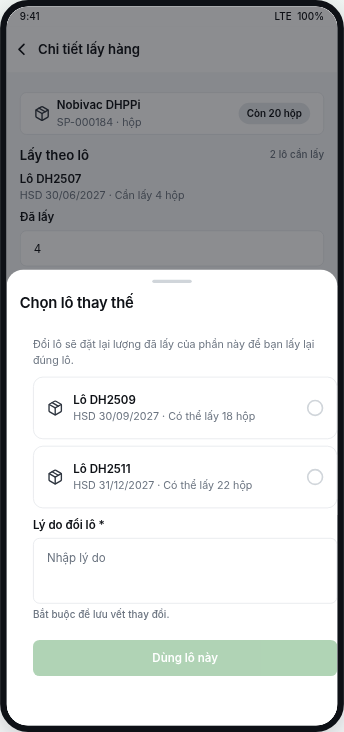 9:41
LTE 100%
Chi tiết lấy hàng
Nobivac DHPPi
SP-000184 · hộp
Còn 20 hộp
Lấy theo lô
2 lô cần lấy
Lô DH2507
HSD 30/06/2027 · Cần lấy 4 hộp
Đã lấy
4
Chọn lô thay thế
Đổi lô sẽ đặt lại lượng đã lấy của phần này để bạn lấy lại
đúng lô.
Lô DH2509
HSD 30/09/2027 · Có thể lấy 18 hộp
Lô DH2511
HSD 31/12/2027 · Có thể lấy 22 hộp
Lý do đổi lô *
Nhập lý do
Bắt buộc để lưu vết thay đổi.
Dùng lô này